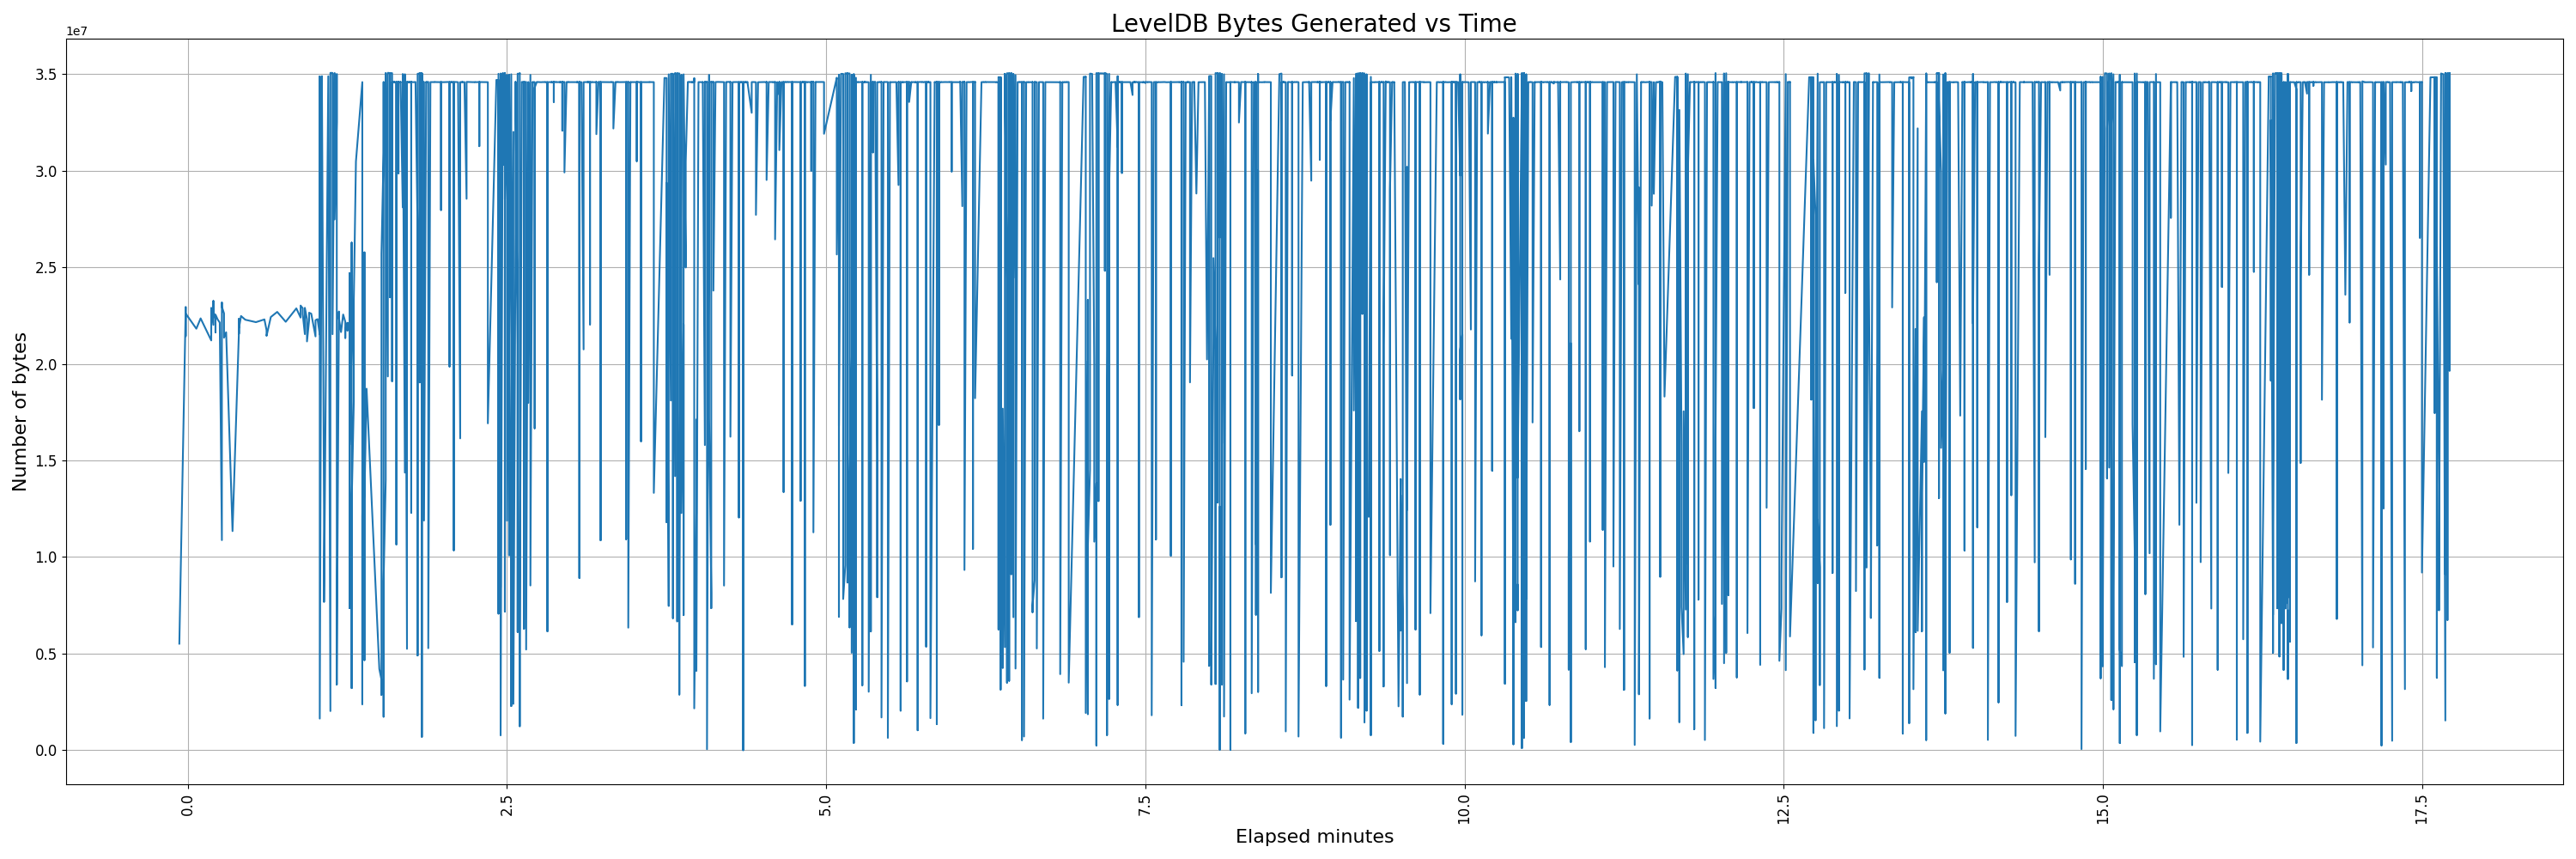 LevelDB Bytes Generated vs Time
1e7
3.5
3.0
2.5
2.0
1.5
1.0
0.5
0.0
Number of bytes
0.0 2.5 5.0 7.5 10.0 12.5 15.0 17.5
Elapsed minutes